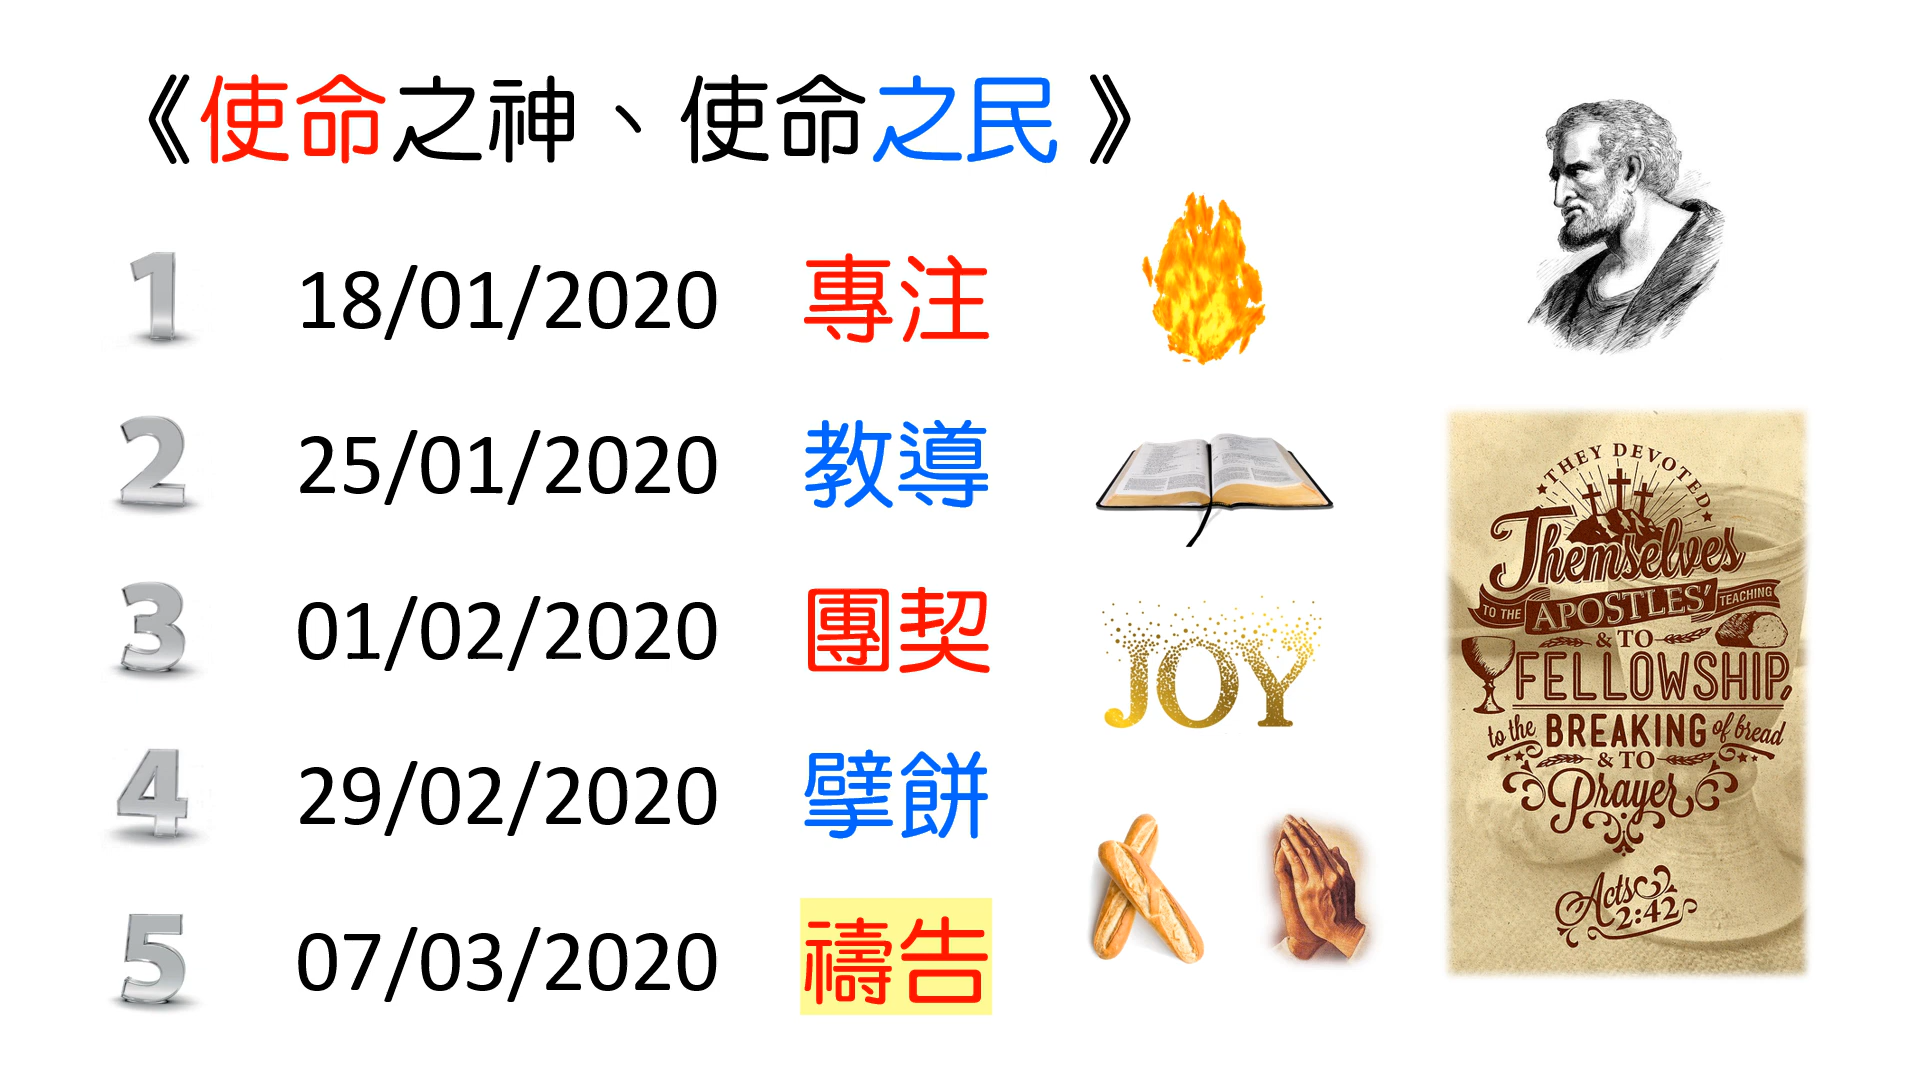 《使命之神、使命之民》
1 18/01/2020 專注
2 25/01/2020 教導
3 01/02/2020 團契
JOY
4 29/02/2020 擘餅
5 07/03/2020 禱告
THEY DEVOTED
Themselves
TO THE APOSTLES' TEACHING
& TO
FELLOWSHIP,
to the BREAKING of bread
& TO
Prayer
Acts
2:42